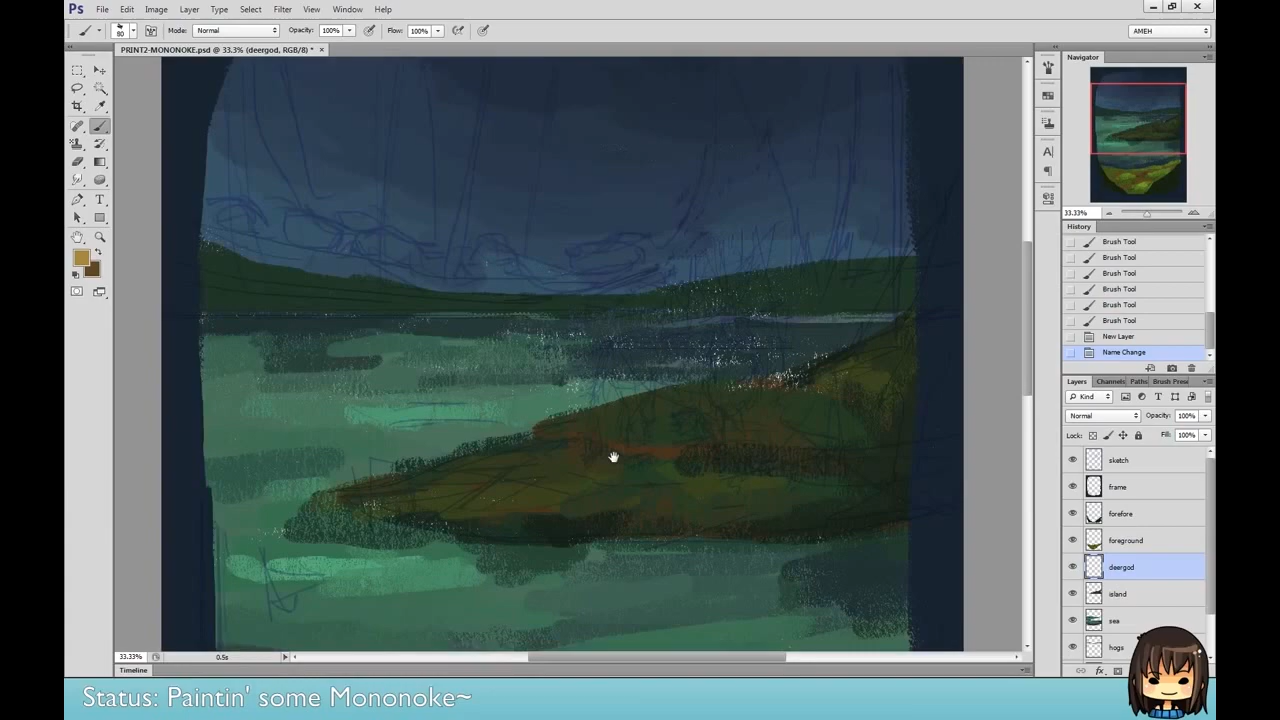 Ps File Edit Image Layer Type Select Filter View Window Help
80 Mode: Normal Opacity: 100% Flow: 100% AMEH
PRINT2-MONONOKE.psd @ 33.3% (deergod, RGB/8) * ×
Navigator
33.33%
History
Brush Tool
Brush Tool
Brush Tool
Brush Tool
Brush Tool
Brush Tool
New Layer
Name Change
Layers Channels Paths Brush Prese
Kind
Normal Opacity: 100%
Lock: Fill: 100%
sketch
frame
forefore
foreground
deergod
island
sea
hogs
33.33% 0.5s
Timeline
Status: Paintin' some Mononoke~